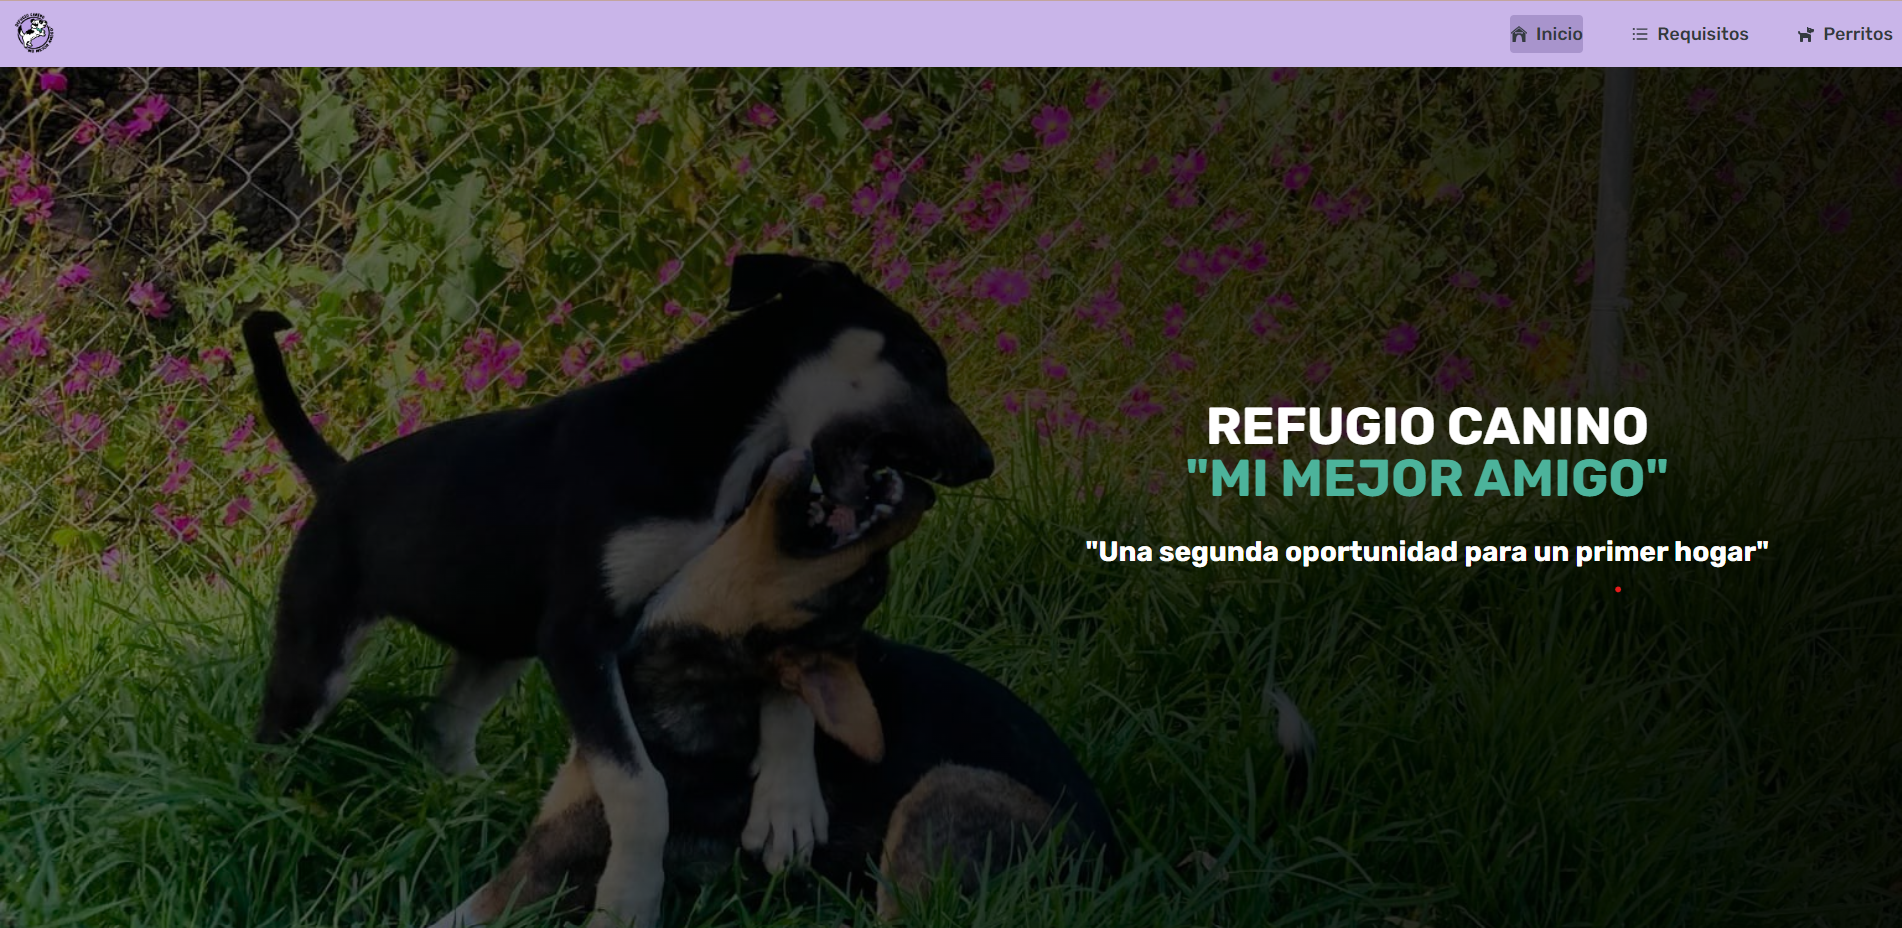 Inicio
Requisitos
Perritos
REFUGIO CANINO
"MI MEJOR AMIGO"
"Una segunda oportunidad para un primer hogar"